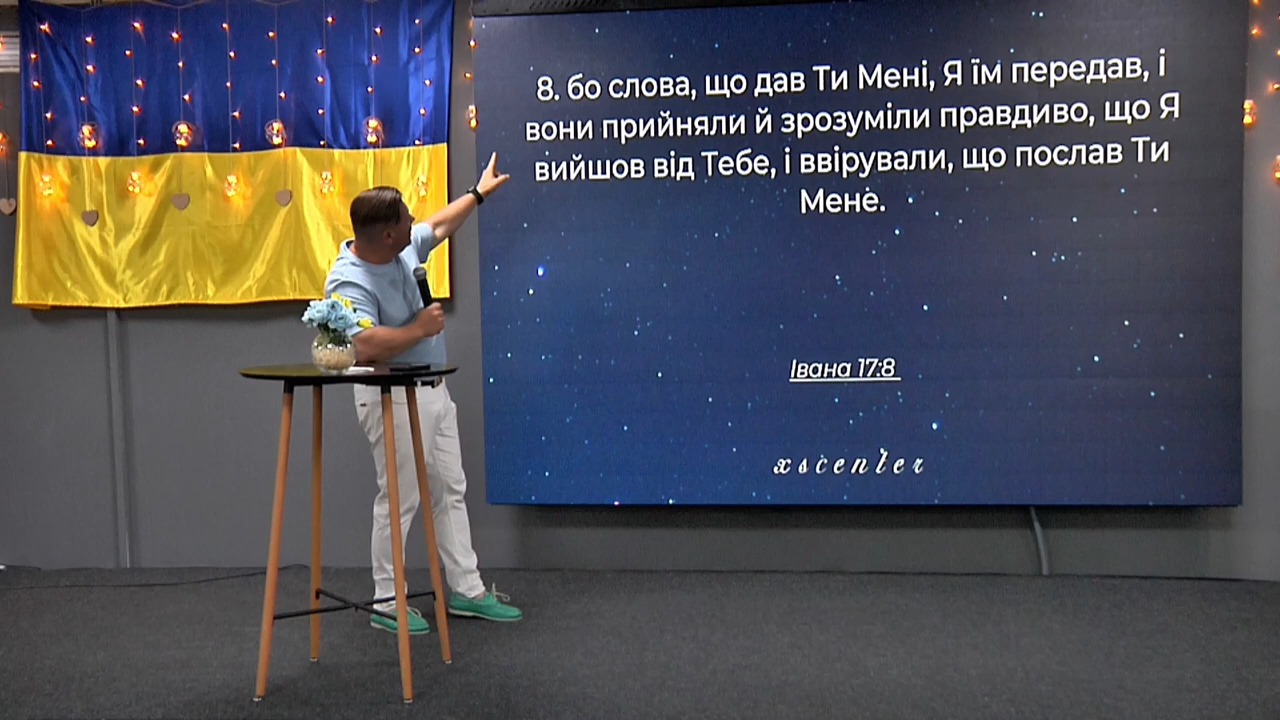 8. бо слова, що дав Ти Мені, Я їм передав, і
вони прийняли й зрозуміли правдиво, що Я
вийшов від Тебе, і ввірували, що послав Ти
Мене.
Івана 17:8
xscenter